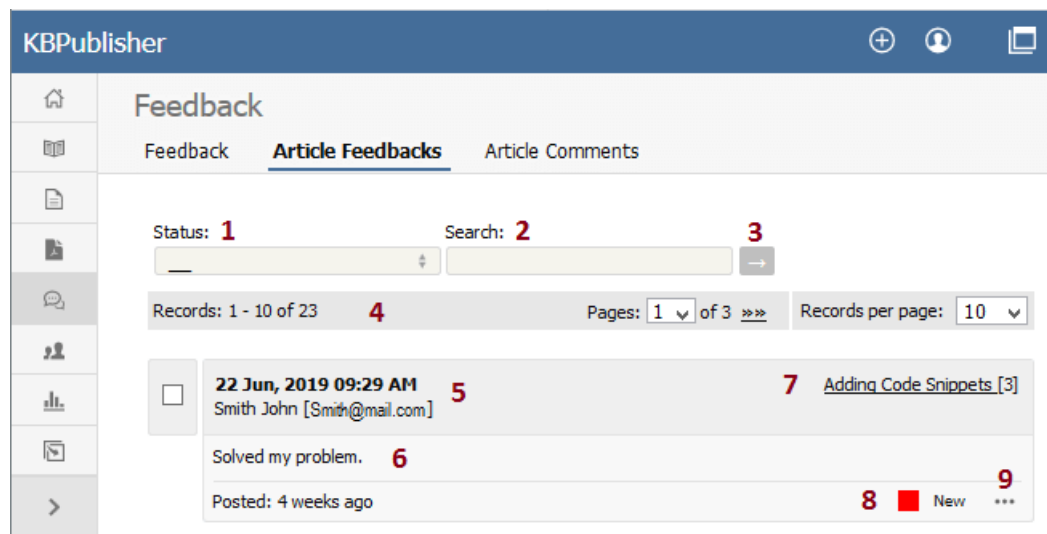 KBPublisher
Feedback
Feedback Article Feedbacks Article Comments
Status: 1 Search: 2 3
__ →
Records: 1 - 10 of 23 4 Pages: 1 of 3 »» Records per page: 10
22 Jun, 2019 09:29 AM 5 7 Adding Code Snippets [3]
Smith John [Smith@mail.com]
Solved my problem. 6
9
Posted: 4 weeks ago 8 New ...